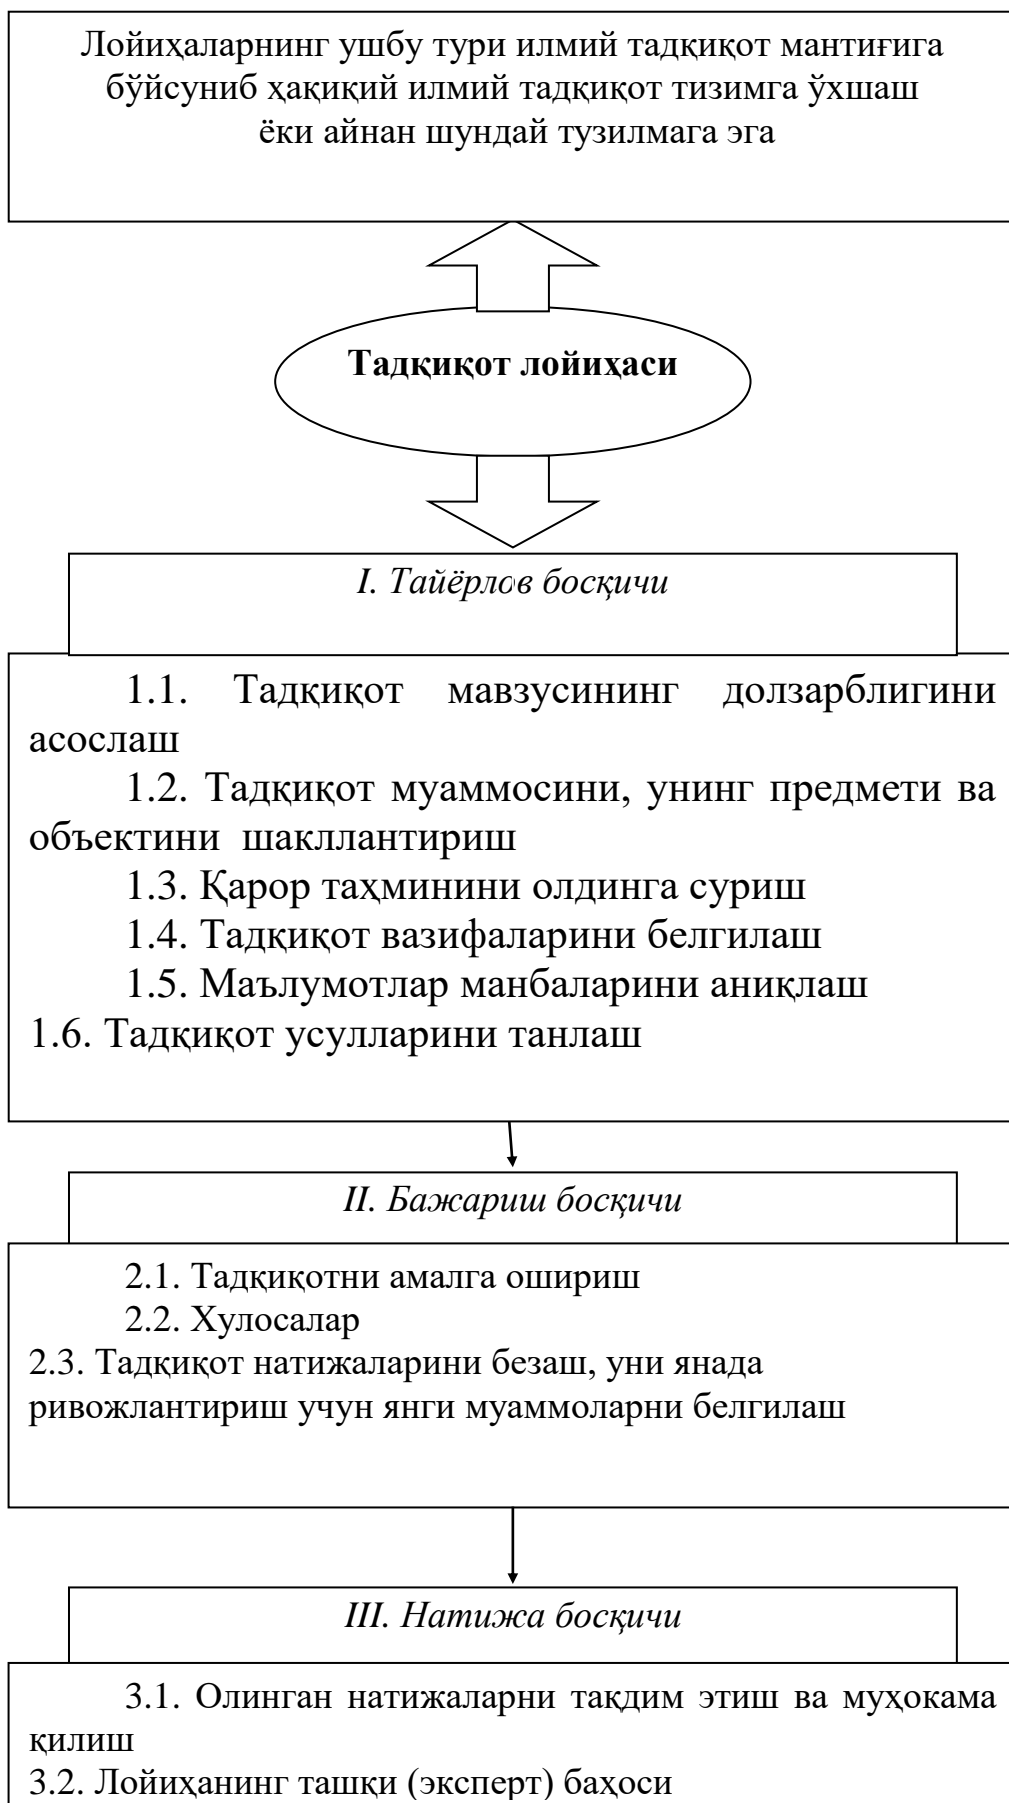 Лойиҳаларнинг ушбу тури илмий тадқиқот мантиғига
бўйсуниб ҳақиқий илмий тадқиқот тизимга ўхшаш
ёки айнан шундай тузилмага эга
Тадқиқот лойиҳаси
I. Тайёрлов босқичи
1.1. Тадқиқот мавзусининг долзарблигини
асослаш
1.2. Тадқиқот муаммосини, унинг предмети ва
объектини шакллантириш
1.3. Қарор таҳминини олдинга суриш
1.4. Тадқиқот вазифаларини белгилаш
1.5. Маълумотлар манбаларини аниқлаш
1.6. Тадқиқот усулларини танлаш
II. Бажариш босқичи
2.1. Тадқиқотни амалга ошириш
2.2. Хулосалар
2.3. Тадқиқот натижаларини безаш, уни янада
ривожлантириш учун янги муаммоларни белгилаш
III. Натижа босқичи
3.1. Олинган натижаларни тақдим этиш ва муҳокама
қилиш
3.2. Лойиҳанинг ташқи (эксперт) баҳоси